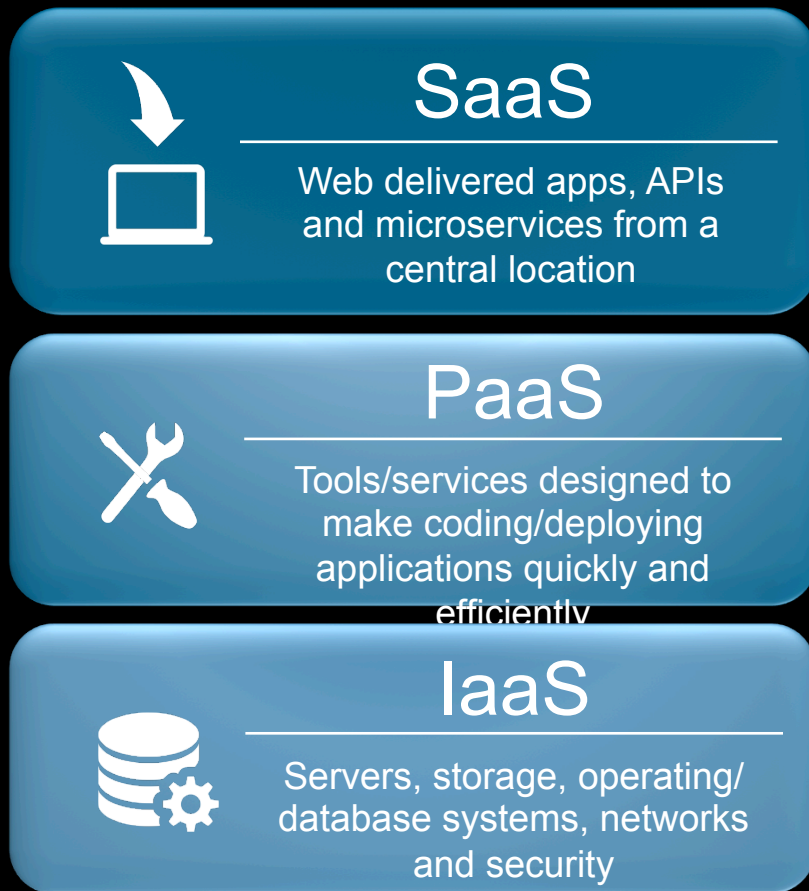 SaaS
Web delivered apps, APIs
and microservices from a
central location
PaaS
Tools/services designed to
make coding/deploying
applications quickly and
efficiently
IaaS
Servers, storage, operating/
database systems, networks
and security